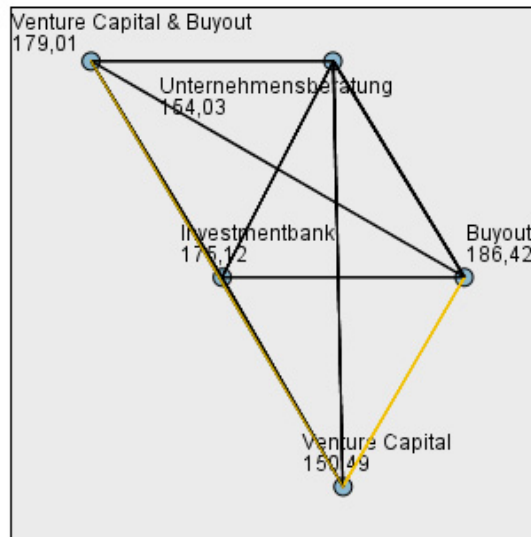 Venture Capital & Buyout
179,01
Unternehmensberatung
154,03
Investmentbank
175,12
Buyout
186,42
Venture Capital
150,49